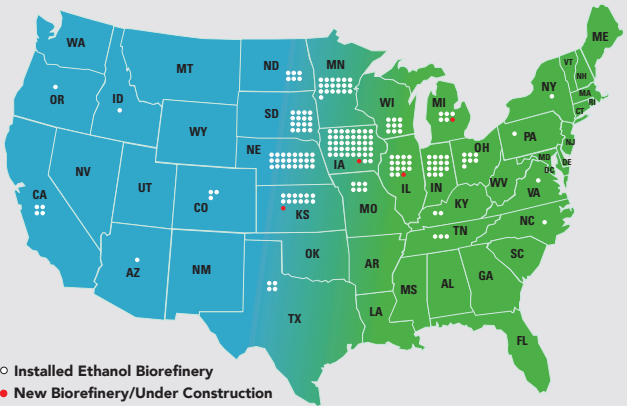 WA
ME
MT
ND
MN
VT
NH
OR
ID
WI
MI
NY
MA
RI
CT
SD
WY
PA
NJ
NE
IA
OH
MD
DE
DC
NV
UT
CO
IL
IN
WV
VA
CA
KS
MO
KY
NC
TN
AZ
NM
OK
AR
SC
MS
AL
GA
TX
LA
FL
Installed Ethanol Biorefinery
New Biorefinery/Under Construction